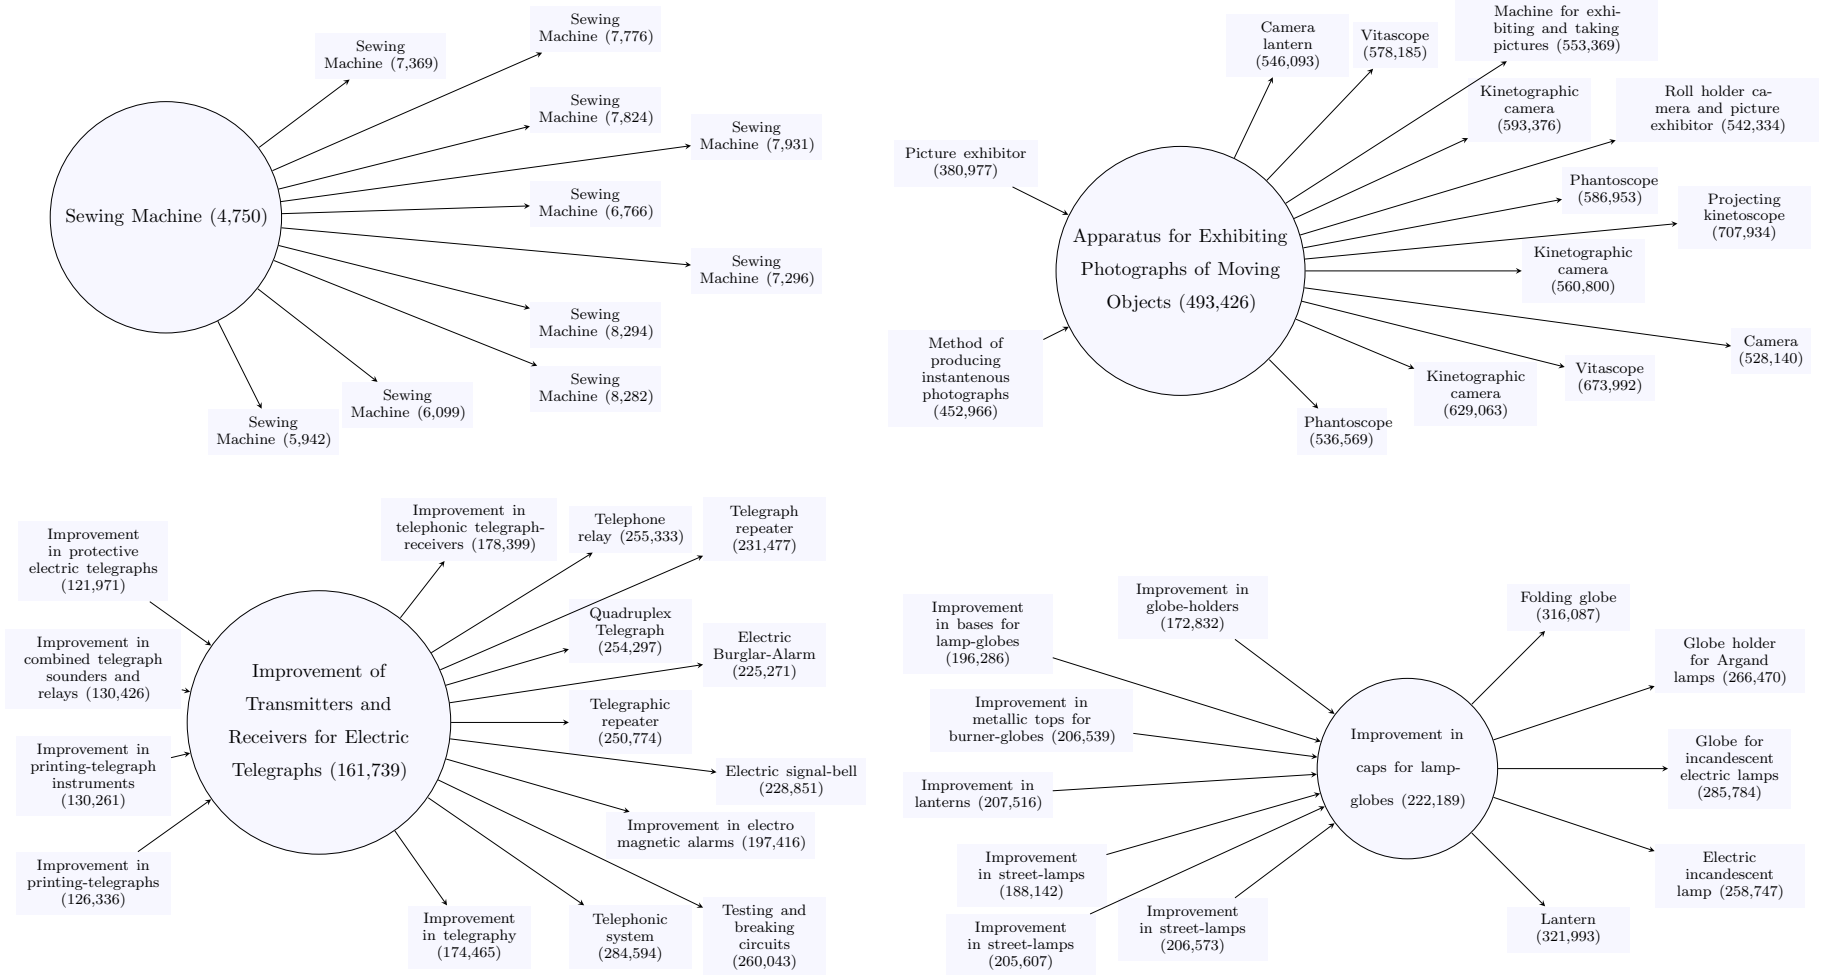 Sewing
Machine (7,369)
Sewing
Machine (7,776)
Sewing
Machine (7,824)
Sewing
Machine (7,931)
Sewing Machine (4,750)
Sewing
Machine (6,766)
Sewing
Machine (7,296)
Sewing
Machine (8,294)
Sewing
Machine (8,282)
Sewing
Machine (6,099)
Sewing
Machine (5,942)
Camera
lantern
(546,093)
Vitascope
(578,185)
Machine for exhi-
biting and taking
pictures (553,369)
Kinetographic
camera
(593,376)
Roll holder ca-
mera and picture
exhibitor (542,334)
Picture exhibitor
(380,977)
Phantoscope
(586,953)
Projecting
kinetoscope
(707,934)
Apparatus for Exhibiting
Photographs of Moving
Objects (493,426)
Kinetographic
camera
(560,800)
Method of
producing
instantenous
photographs
(452,966)
Camera
(528,140)
Vitascope
(673,992)
Kinetographic
camera
(629,063)
Phantoscope
(536,569)
Improvement
in protective
electric telegraphs
(121,971)
Improvement in
telephonic telegraph-
receivers (178,399)
Telephone
relay (255,333)
Telegraph
repeater
(231,477)
Improvement in
combined telegraph
sounders and
relays (130,426)
Quadruplex
Telegraph
(254,297)
Electric
Burglar-Alarm
(225,271)
Improvement of
Transmitters and
Receivers for Electric
Telegraphs (161,739)
Telegraphic
repeater
(250,774)
Improvement in
printing-telegraph
instruments
(130,261)
Electric signal-bell
(228,851)
Improvement in electro
magnetic alarms (197,416)
Improvement in
printing-telegraphs
(126,336)
Improvement
in telegraphy
(174,465)
Telephonic
system
(284,594)
Testing and
breaking
circuits
(260,043)
Improvement
in bases for
lamp-globes
(196,286)
Improvement in
globe-holders
(172,832)
Folding globe
(316,087)
Globe holder
for Argand
lamps (266,470)
Improvement in
metallic tops for
burner-globes (206,539)
Improvement in
caps for lamp-
globes (222,189)
Globe for
incandescent
electric lamps
(285,784)
Improvement in
lanterns (207,516)
Improvement
in street-lamps
(188,142)
Electric
incandescent
lamp (258,747)
Improvement
in street-lamps
(205,607)
Improvement
in street-lamps
(206,573)
Lantern
(321,993)